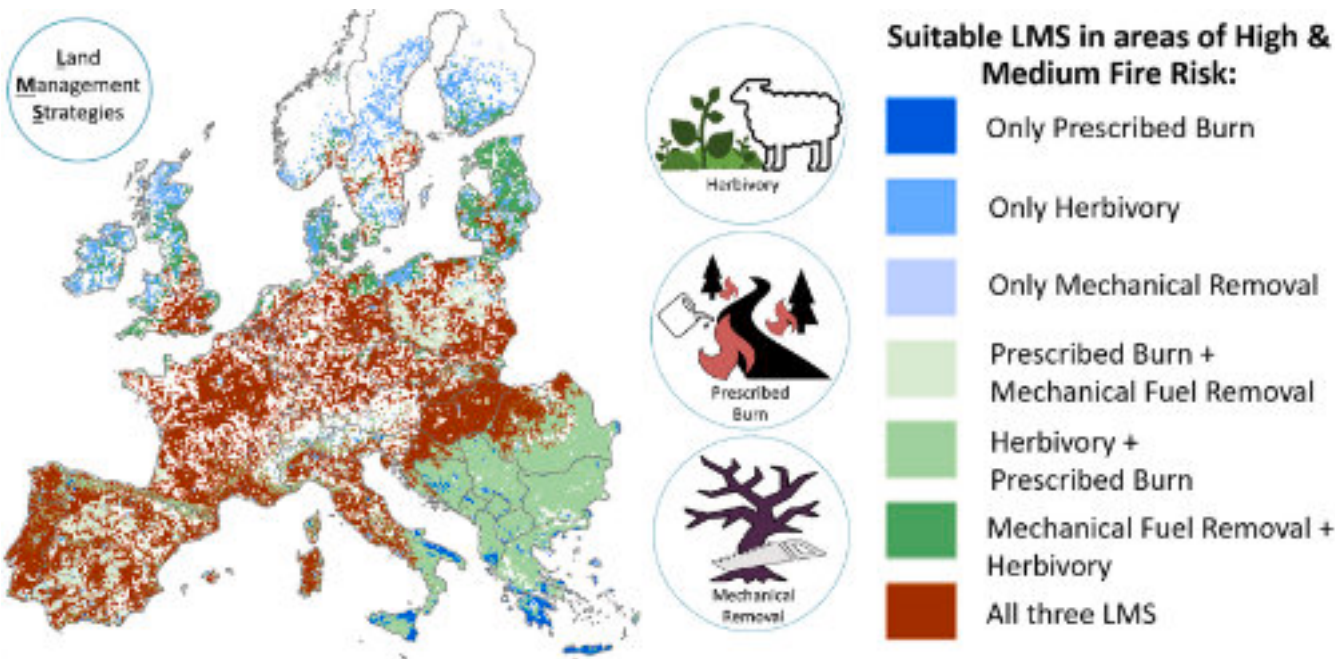 Land
Management
Strategies
Herbivory
Prescribed
Burn
Mechanical
Removal
Suitable LMS in areas of High &
Medium Fire Risk:
Only Prescribed Burn
Only Herbivory
Only Mechanical Removal
Prescribed Burn +
Mechanical Fuel Removal
Herbivory +
Prescribed Burn
Mechanical Fuel Removal +
Herbivory
All three LMS